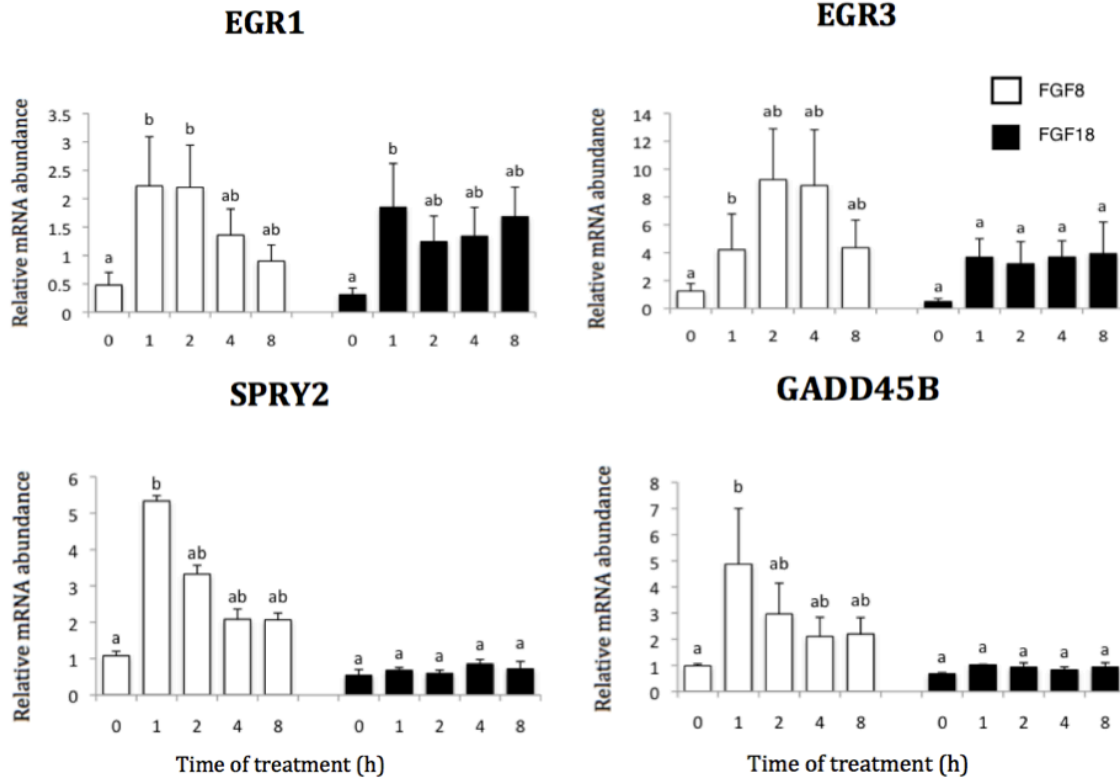 EGR1
EGR3
FGF8
FGF18
Relative mRNA abundance
3.5
3
2.5
2
1.5
1
0.5
0
a
b
b
ab
ab
a
b
ab
ab
ab
0 1 2 4 8 0 1 2 4 8
Relative mRNA abundance
14
12
10
8
6
4
2
0
a
b
ab
ab
ab
a
a
a
a
a
0 1 2 4 8 0 1 2 4 8
SPRY2
GADD45B
Relative mRNA abundance
6
5
4
3
2
1
0
a
b
ab
ab
ab
a
a
a
a
a
0 1 2 4 8 0 1 2 4 8
Time of treatment (h)
Relative mRNA abundance
8
7
6
5
4
3
2
1
0
a
b
ab
ab
ab
a
a
a
a
a
0 1 2 4 8 0 1 2 4 8
Time of treatment (h)